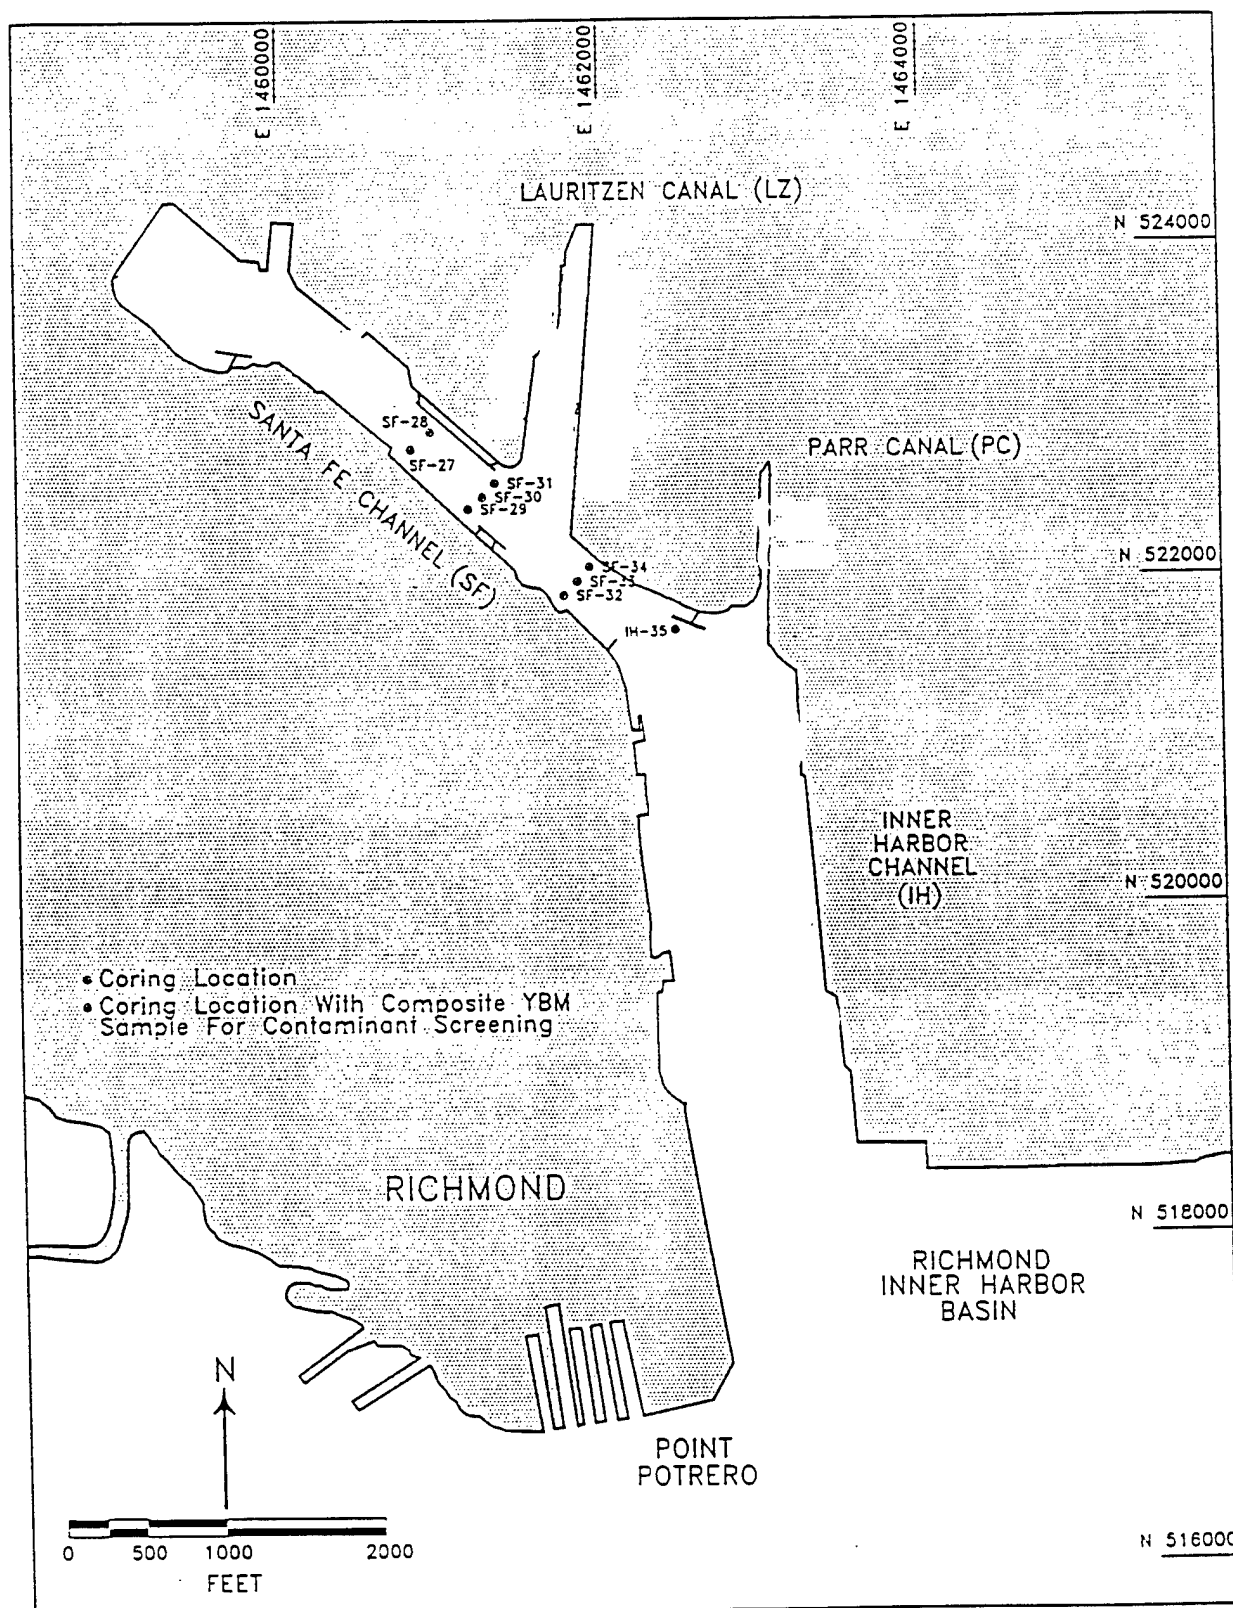 E 1460000
E 1462000
E 1464000
LAURITZEN CANAL (LZ)
N 524000
SF-28
SF-27
SANTA FE CHANNEL (SF)
PARR CANAL (PC)
SF-31
SF-30
SF-29
N 522000
SF-34
SF-33
SF-32
IH-35
INNER
HARBOR
CHANNEL
(IH)
N 520000
Coring Location
Coring Location With Composite YBM
Sample For Contaminant Screening
RICHMOND
N 518000
RICHMOND
INNER HARBOR
BASIN
N
POINT
POTRERO
0 500 1000 2000
FEET
N 516000